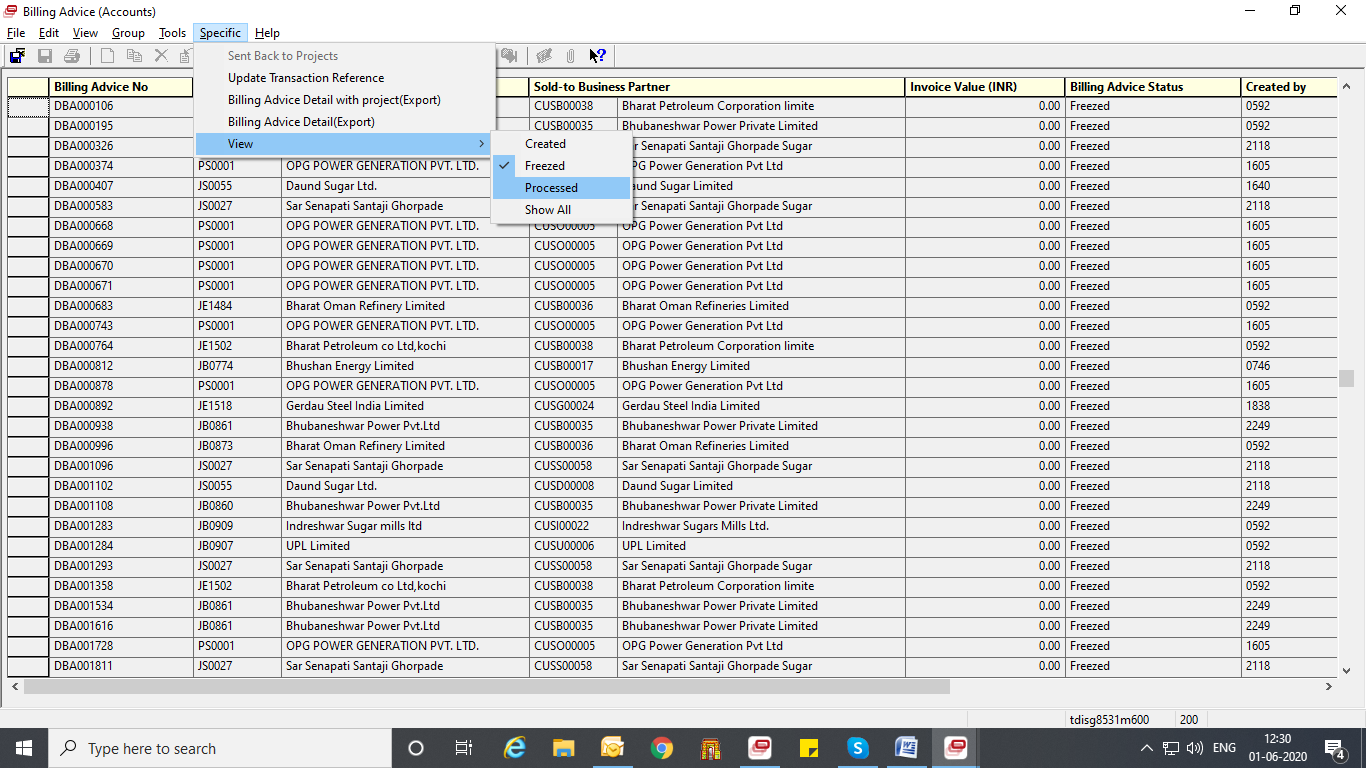 Billing Advice (Accounts)
File Edit View Group Tools Specific Help
Sent Back to Projects
Update Transaction Reference
Billing Advice Detail with project(Export)
Billing Advice Detail(Export)
View
Created
Freezed
Processed
Show All
Billing Advice No Sold-to Business Partner Invoice Value (INR) Billing Advice Status Created by
DBA000106 CUSB00038 Bharat Petroleum Corporation limite 0.00 Freezed 0592
DBA000195 CUSB00035 Bhubaneshwar Power Private Limited 0.00 Freezed 0592
DBA000326 Senapati Santaji Ghorpade Sugar 0.00 Freezed 2118
DBA000374 PS0001 OPG POWER GENERATION PVT. LTD. Power Generation Pvt Ltd 0.00 Freezed 1605
DBA000407 JS0055 Daund Sugar Ltd. Sugar Limited 0.00 Freezed 1640
DBA000583 JS0027 Sar Senapati Santaji Ghorpade Senapati Santaji Ghorpade Sugar 0.00 Freezed 2118
DBA000668 PS0001 OPG POWER GENERATION PVT. LTD. CUSO00005 OPG Power Generation Pvt Ltd 0.00 Freezed 1605
DBA000669 PS0001 OPG POWER GENERATION PVT. LTD. CUSO00005 OPG Power Generation Pvt Ltd 0.00 Freezed 1605
DBA000670 PS0001 OPG POWER GENERATION PVT. LTD. CUSO00005 OPG Power Generation Pvt Ltd 0.00 Freezed 1605
DBA000671 PS0001 OPG POWER GENERATION PVT. LTD. CUSO00005 OPG Power Generation Pvt Ltd 0.00 Freezed 1605
DBA000683 JE1484 Bharat Oman Refinery Limited CUSB00036 Bharat Oman Refineries Limited 0.00 Freezed 0592
DBA000743 PS0001 OPG POWER GENERATION PVT. LTD. CUSO00005 OPG Power Generation Pvt Ltd 0.00 Freezed 1605
DBA000764 JE1502 Bharat Petroleum co Ltd,kochi CUSB00038 Bharat Petroleum Corporation limite 0.00 Freezed 0592
DBA000812 JB0774 Bhushan Energy Limited CUSB00017 Bhushan Energy Limited 0.00 Freezed 0746
DBA000878 PS0001 OPG POWER GENERATION PVT. LTD. CUSO00005 OPG Power Generation Pvt Ltd 0.00 Freezed 1605
DBA000892 JE1518 Gerdau Steel India Limited CUSG00024 Gerdau Steel India Limited 0.00 Freezed 1838
DBA000938 JB0861 Bhubaneshwar Power Pvt.Ltd CUSB00035 Bhubaneshwar Power Private Limited 0.00 Freezed 2249
DBA000996 JB0873 Bharat Oman Refinery Limited CUSB00036 Bharat Oman Refineries Limited 0.00 Freezed 0592
DBA001096 JS0027 Sar Senapati Santaji Ghorpade CUSS00058 Sar Senapati Santaji Ghorpade Sugar 0.00 Freezed 2118
DBA001102 JS0055 Daund Sugar Ltd. CUSD00008 Daund Sugar Limited 0.00 Freezed 2118
DBA001108 JB0860 Bhubaneshwar Power Pvt.Ltd CUSB00035 Bhubaneshwar Power Private Limited 0.00 Freezed 2249
DBA001283 JB0909 Indreshwar Sugar mills ltd CUSI00022 Indreshwar Sugars Mills Ltd. 0.00 Freezed 0592
DBA001284 JB0907 UPL Limited CUSU00006 UPL Limited 0.00 Freezed 0592
DBA001293 JS0027 Sar Senapati Santaji Ghorpade CUSS00058 Sar Senapati Santaji Ghorpade Sugar 0.00 Freezed 2118
DBA001358 JE1502 Bharat Petroleum co Ltd,kochi CUSB00038 Bharat Petroleum Corporation limite 0.00 Freezed 0592
DBA001534 JB0861 Bhubaneshwar Power Pvt.Ltd CUSB00035 Bhubaneshwar Power Private Limited 0.00 Freezed 2249
DBA001616 JB0861 Bhubaneshwar Power Pvt.Ltd CUSB00035 Bhubaneshwar Power Private Limited 0.00 Freezed 2249
DBA001728 PS0001 OPG POWER GENERATION PVT. LTD. CUSO00005 OPG Power Generation Pvt Ltd 0.00 Freezed 1605
DBA001811 JS0027 Sar Senapati Santaji Ghorpade CUSS00058 Sar Senapati Santaji Ghorpade Sugar 0.00 Freezed 2118
tdisg8531m600 200
Type here to search
ENG
12:30
01-06-2020
4